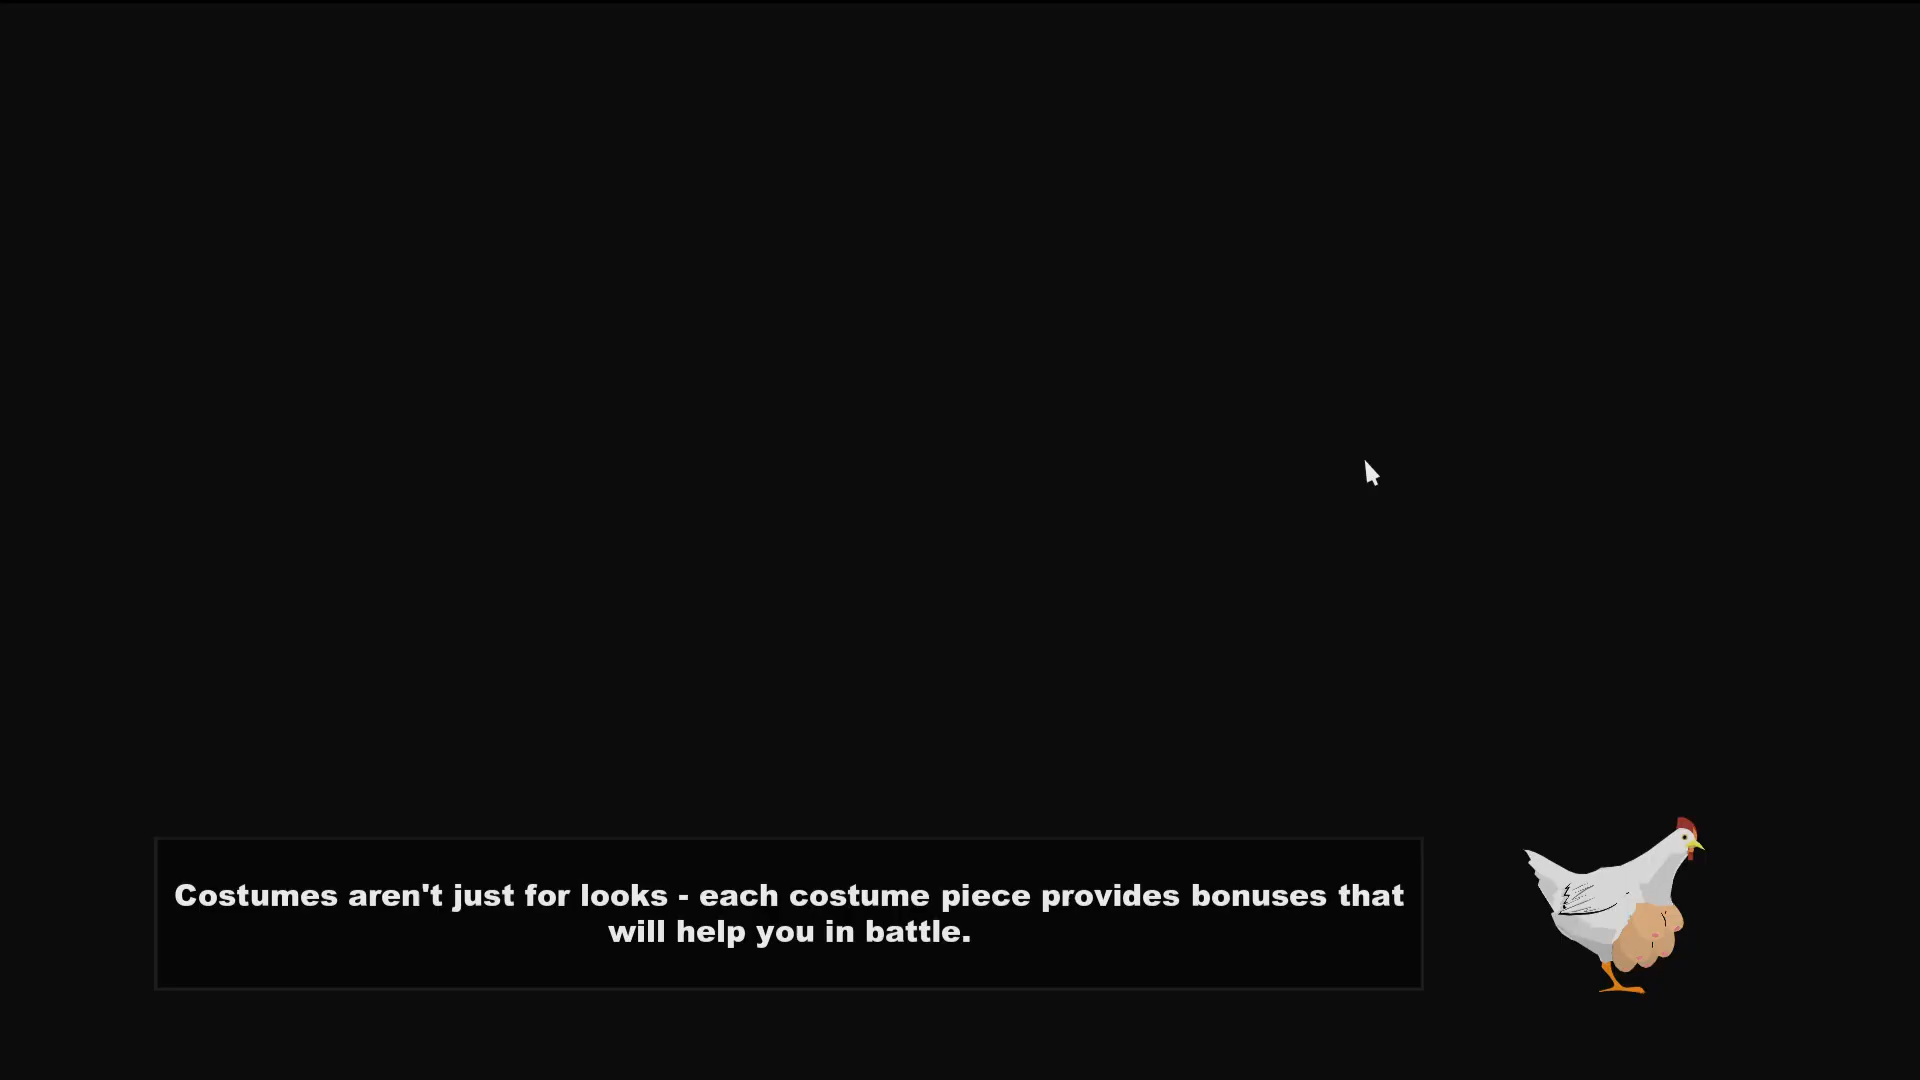 Costumes aren't just for looks - each costume piece provides bonuses that
will help you in battle.